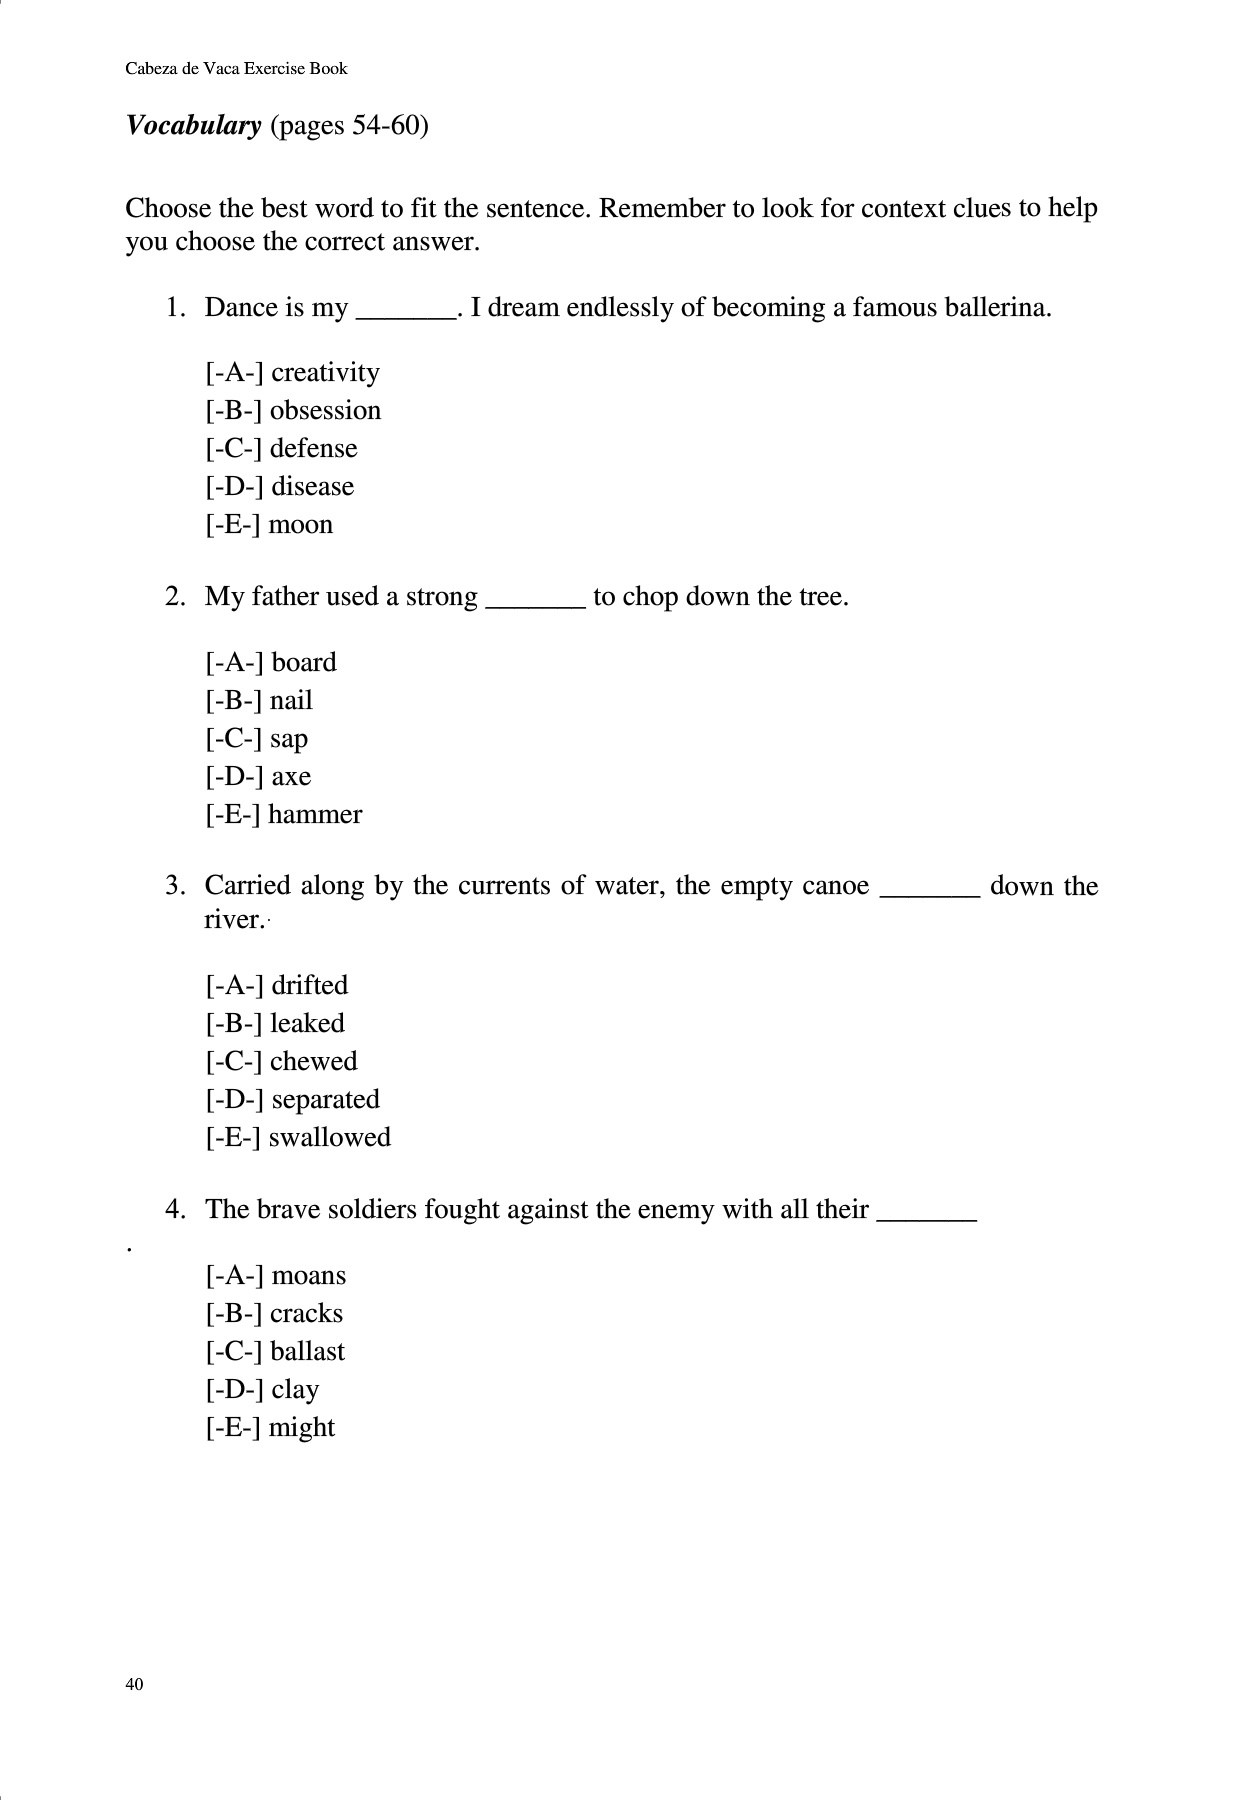 Cabeza de Vaca Exercise Book
Vocabulary (pages 54-60)
Choose the best word to fit the sentence. Remember to look for context clues to help
you choose the correct answer.
1. Dance is my _______. I dream endlessly of becoming a famous ballerina.
[-A-] creativity
[-B-] obsession
[-C-] defense
[-D-] disease
[-E-] moon
2. My father used a strong _______ to chop down the tree.
[-A-] board
[-B-] nail
[-C-] sap
[-D-] axe
[-E-] hammer
3. Carried along by the currents of water, the empty canoe _______ down the
river.·
[-A-] drifted
[-B-] leaked
[-C-] chewed
[-D-] separated
[-E-] swallowed
4. The brave soldiers fought against the enemy with all their _______
.
[-A-] moans
[-B-] cracks
[-C-] ballast
[-D-] clay
[-E-] might
40